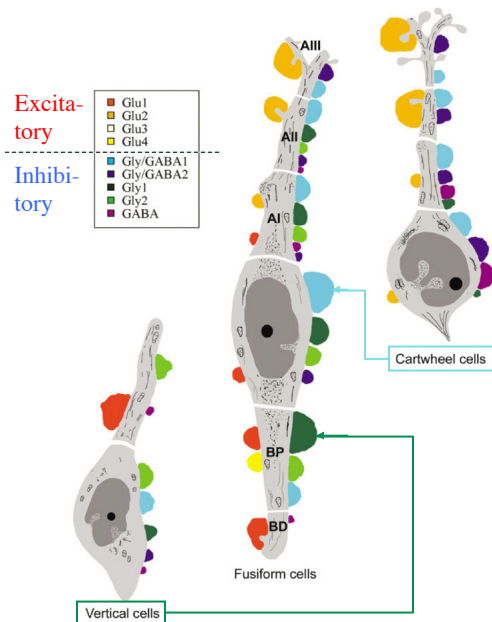 AIII
Excita-
tory
Glu1
Glu2
Glu3
Glu4
Inhibi-
tory
Gly/GABA1
Gly/GABA2
Gly1
Gly2
GABA
AII
AI
Cartwheel cells
BP
BD
Fusiform cells
Vertical cells